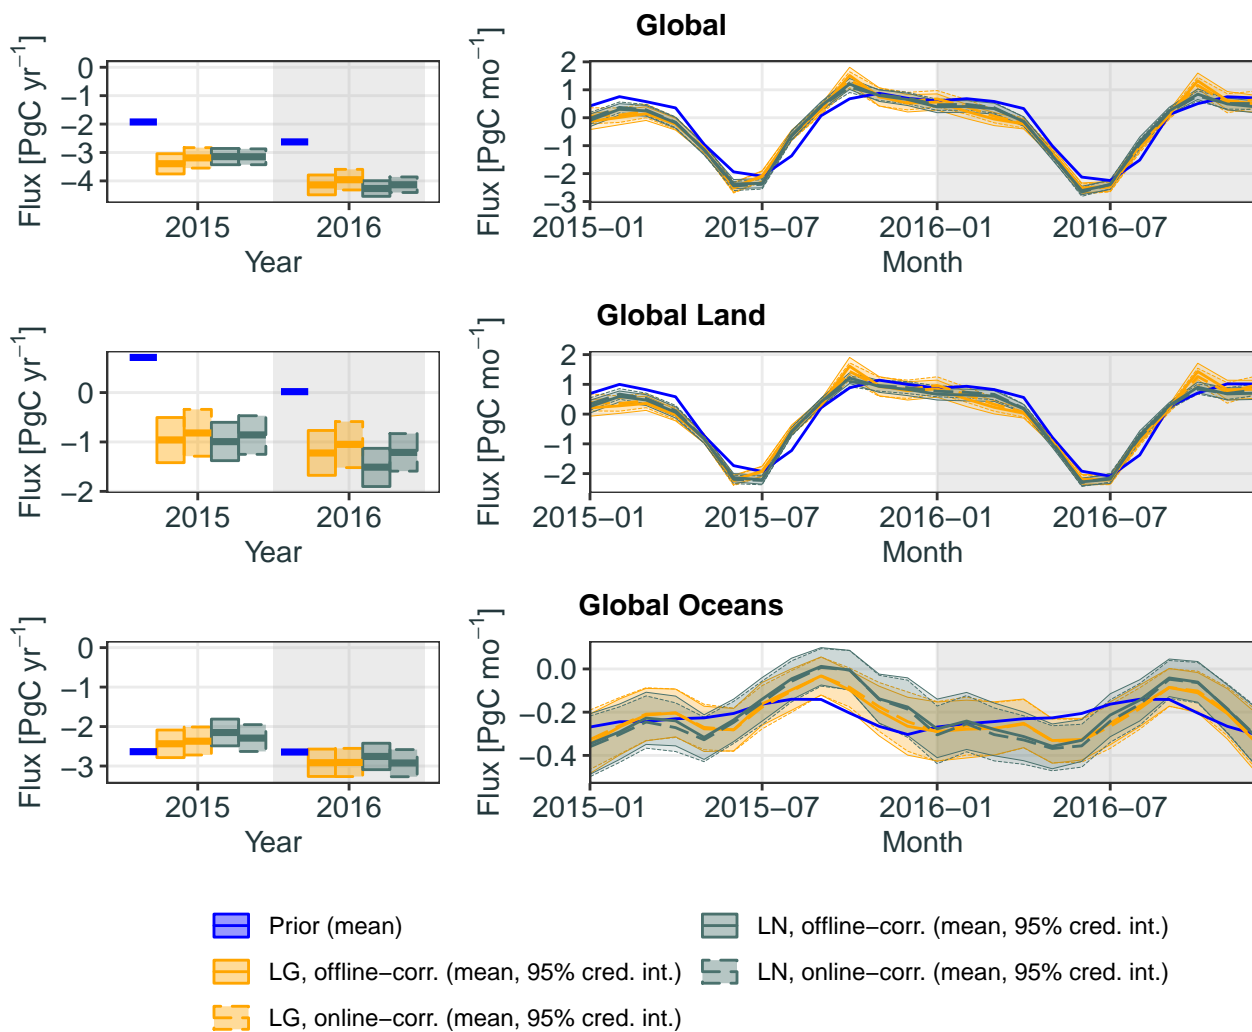 Global
Flux [PgC yr⁻¹]
0
−1
−2
−3
−4
2015
2016
Year
Flux [PgC mo⁻¹]
2
1
0
−1
−2
−3
2015−01
2015−07
2016−01
2016−07
Month
Global Land
Flux [PgC yr⁻¹]
0
−1
−2
2015
2016
Year
Flux [PgC mo⁻¹]
2
1
0
−1
−2
2015−01
2015−07
2016−01
2016−07
Month
Global Oceans
Flux [PgC yr⁻¹]
0
−1
−2
−3
2015
2016
Year
Flux [PgC mo⁻¹]
0.0
−0.2
−0.4
2015−01
2015−07
2016−01
2016−07
Month
Prior (mean)
LG, offline−corr. (mean, 95% cred. int.)
LG, online−corr. (mean, 95% cred. int.)
LN, offline−corr. (mean, 95% cred. int.)
LN, online−corr. (mean, 95% cred. int.)